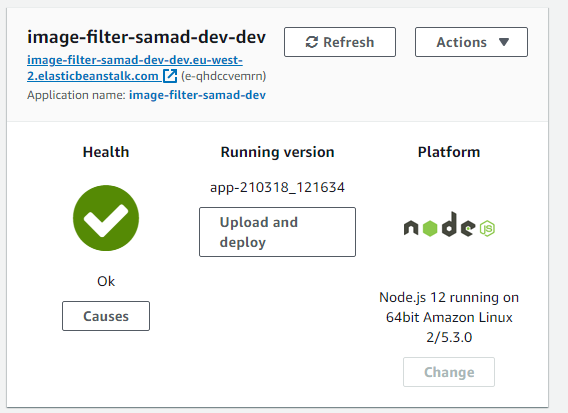 image-filter-samad-dev-dev
Refresh
Actions
image-filter-samad-dev-dev.eu-west-
2.elasticbeanstalk.com (e-qhdccvemrn)
Application name: image-filter-samad-dev
Health
Running version
Platform
app-210318_121634
Upload and
deploy
node
JS
Ok
Causes
Node.js 12 running on
64bit Amazon Linux
2/5.3.0
Change